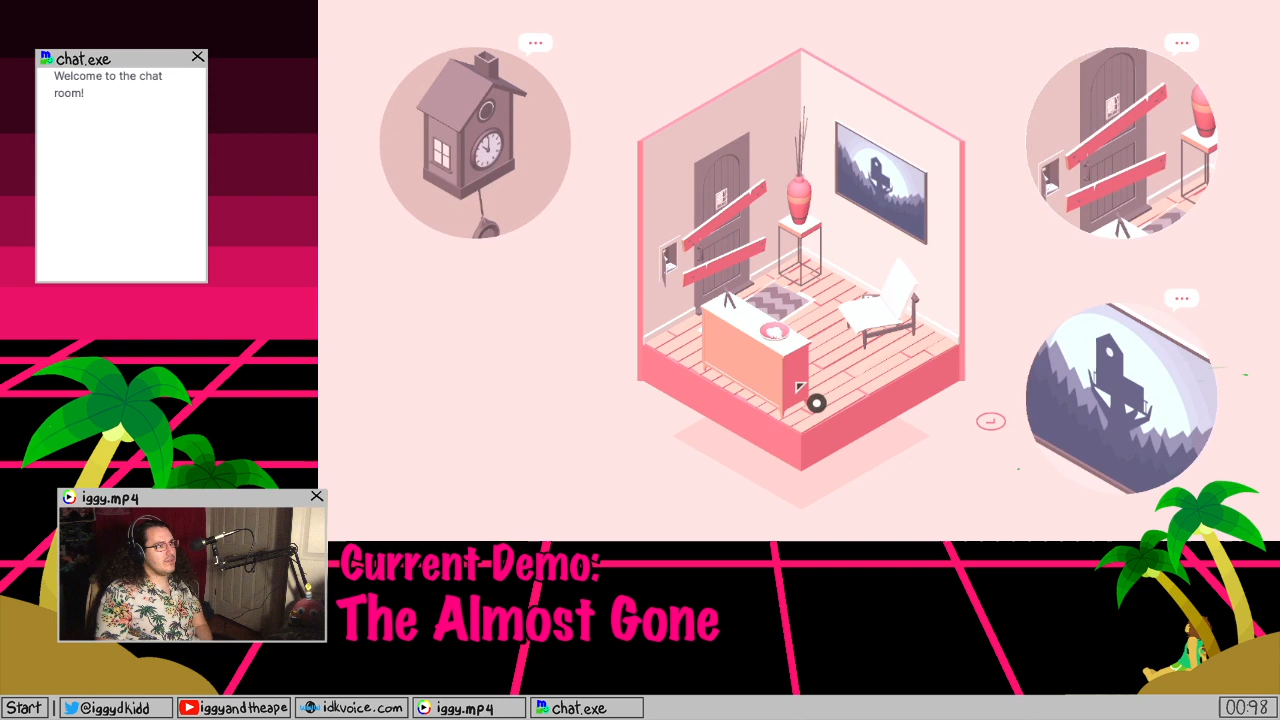 chat.exe
Welcome to the chat
room!
iggy.mp4
Current Demo:
The Almost Gone
Start
@iggydkidd
iggyandtheape
idkvoice.com
iggy.mp4
chat.exe
00:98